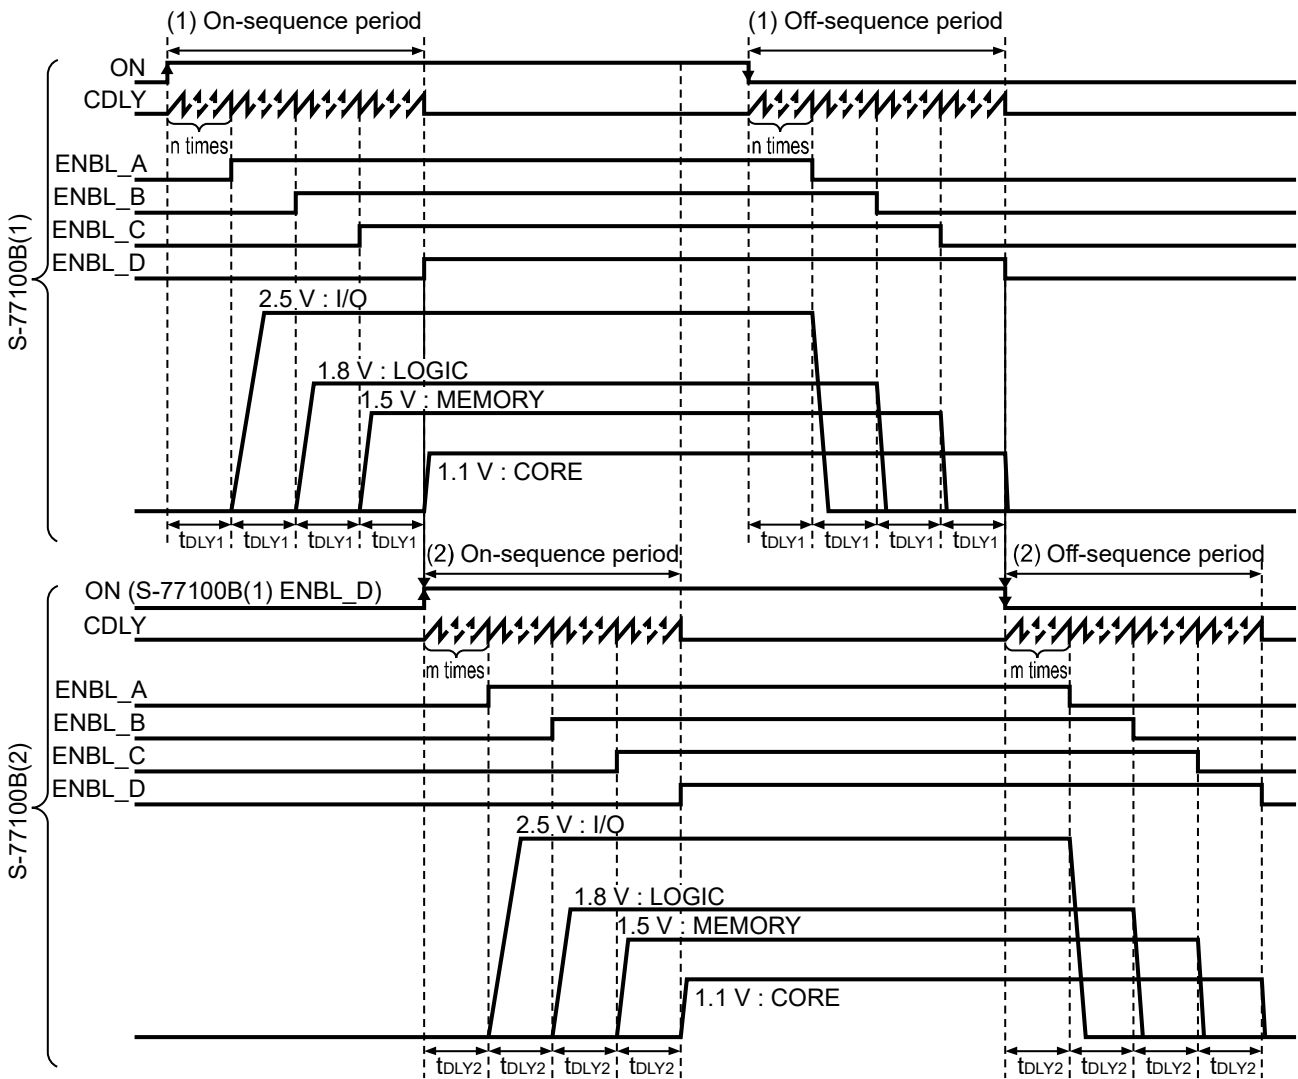 (1) On-sequence period
(1) Off-sequence period
ON
CDLY
n times
n times
ENBL_A
ENBL_B
ENBL_C
ENBL_D
S-77100B(1)
2.5 V : I/O
1.8 V : LOGIC
1.5 V : MEMORY
1.1 V : CORE
tDLY1 tDLY1 tDLY1 tDLY1
tDLY1 tDLY1 tDLY1 tDLY1
(2) On-sequence period
(2) Off-sequence period
ON (S-77100B(1) ENBL_D)
CDLY
m times
m times
ENBL_A
ENBL_B
ENBL_C
ENBL_D
S-77100B(2)
2.5 V : I/O
1.8 V : LOGIC
1.5 V : MEMORY
1.1 V : CORE
tDLY2 tDLY2 tDLY2 tDLY2
tDLY2 tDLY2 tDLY2 tDLY2